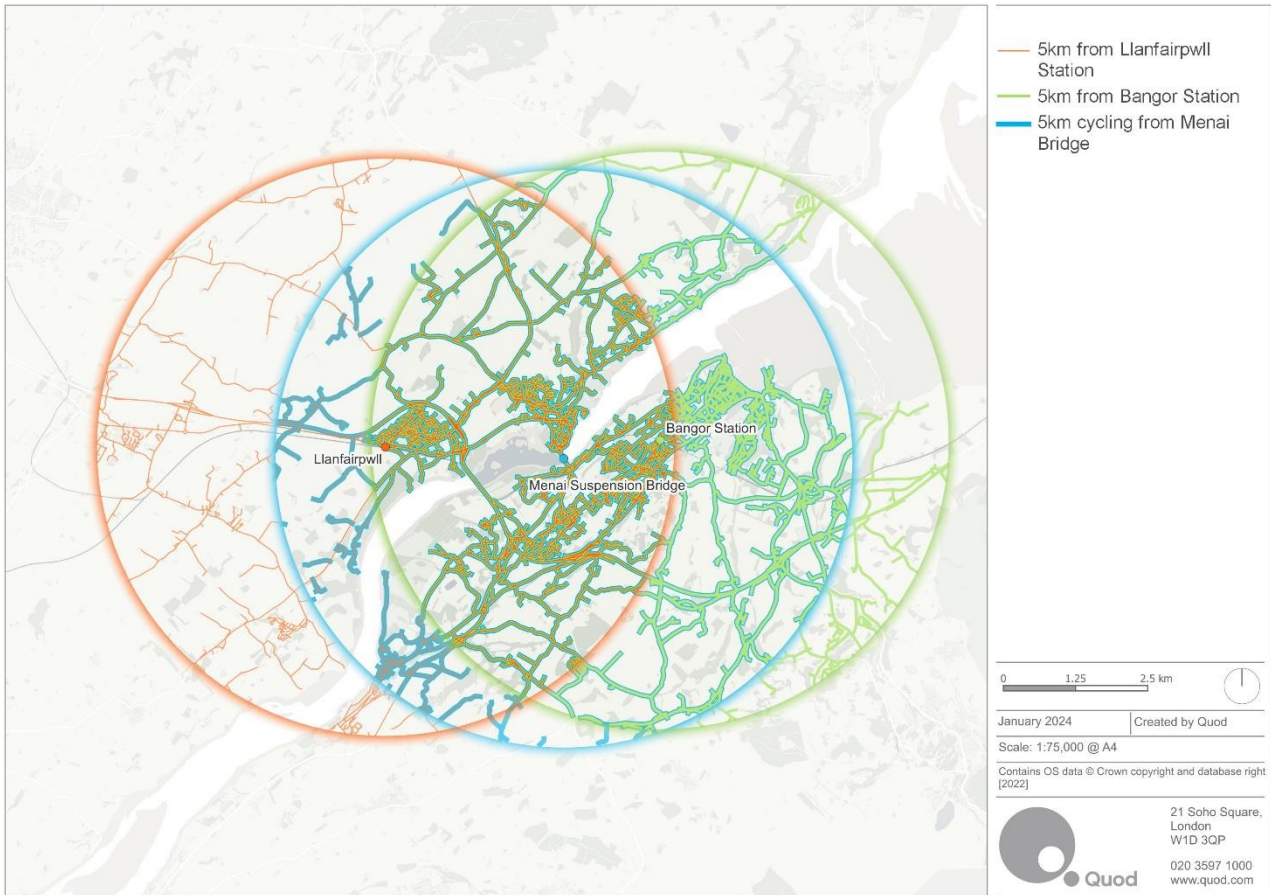 5km from Llanfairpwll
Station
5km from Bangor Station
5km cycling from Menai
Bridge
Bangor Station
Llanfairpwll
Menai Suspension Bridge
0 1.25 2.5 km
January 2024 Created by Quod
Scale: 1:75,000 @ A4
Contains OS data © Crown copyright and database right
[2022]
21 Soho Square,
London
W1D 3QP
020 3597 1000
www.quod.com
Quod